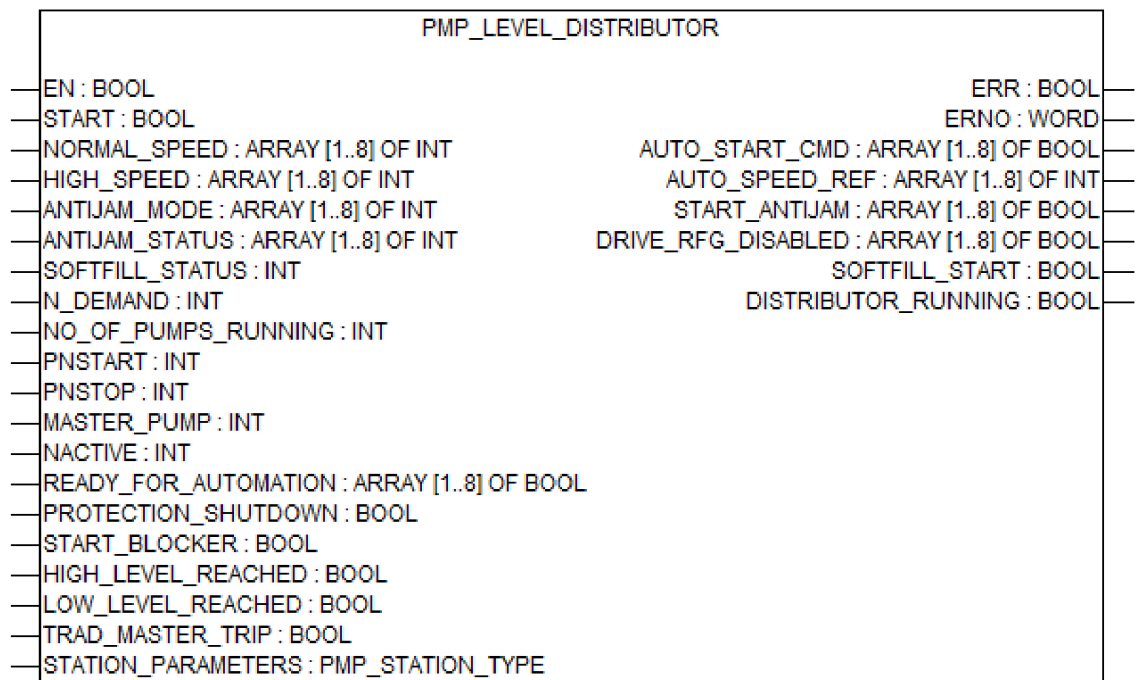 PMP_LEVEL_DISTRIBUTOR
EN : BOOL
ERR : BOOL
START : BOOL
ERNO : WORD
NORMAL_SPEED : ARRAY [1..8] OF INT
AUTO_START_CMD : ARRAY [1..8] OF BOOL
HIGH_SPEED : ARRAY [1..8] OF INT
AUTO_SPEED_REF : ARRAY [1..8] OF INT
ANTIJAM_MODE : ARRAY [1..8] OF INT
START_ANTIJAM : ARRAY [1..8] OF BOOL
ANTIJAM_STATUS : ARRAY [1..8] OF INT
DRIVE_RFG_DISABLED : ARRAY [1..8] OF BOOL
SOFTFILL_STATUS : INT
SOFTFILL_START : BOOL
N_DEMAND : INT
DISTRIBUTOR_RUNNING : BOOL
NO_OF_PUMPS_RUNNING : INT
PNSTART : INT
PNSTOP : INT
MASTER_PUMP : INT
NACTIVE : INT
READY_FOR_AUTOMATION : ARRAY [1..8] OF BOOL
PROTECTION_SHUTDOWN : BOOL
START_BLOCKER : BOOL
HIGH_LEVEL_REACHED : BOOL
LOW_LEVEL_REACHED : BOOL
TRAD_MASTER_TRIP : BOOL
STATION_PARAMETERS : PMP_STATION_TYPE